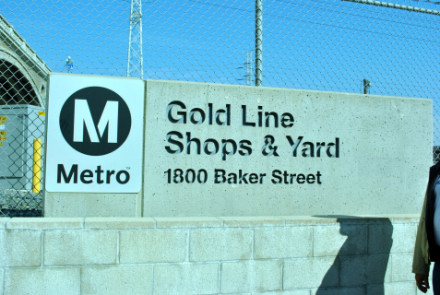 M
Metro
Gold Line
Shops & Yard
1800 Baker Street